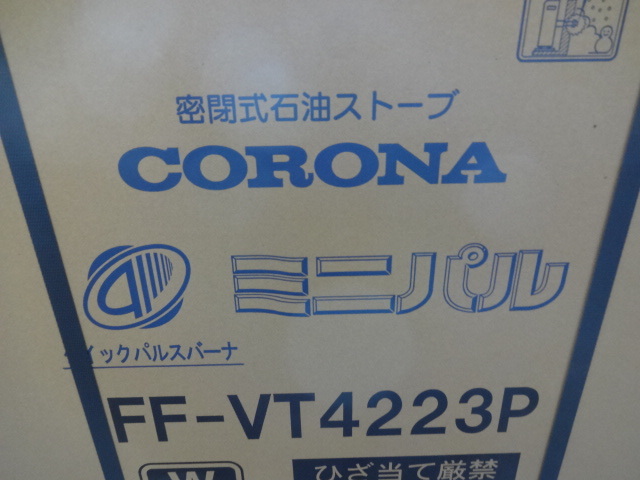 密閉式石油ストーブ
CORONA
ミニパル
クイックパルスバーナ
FF-VT4223P
W
ひざ当て厳禁